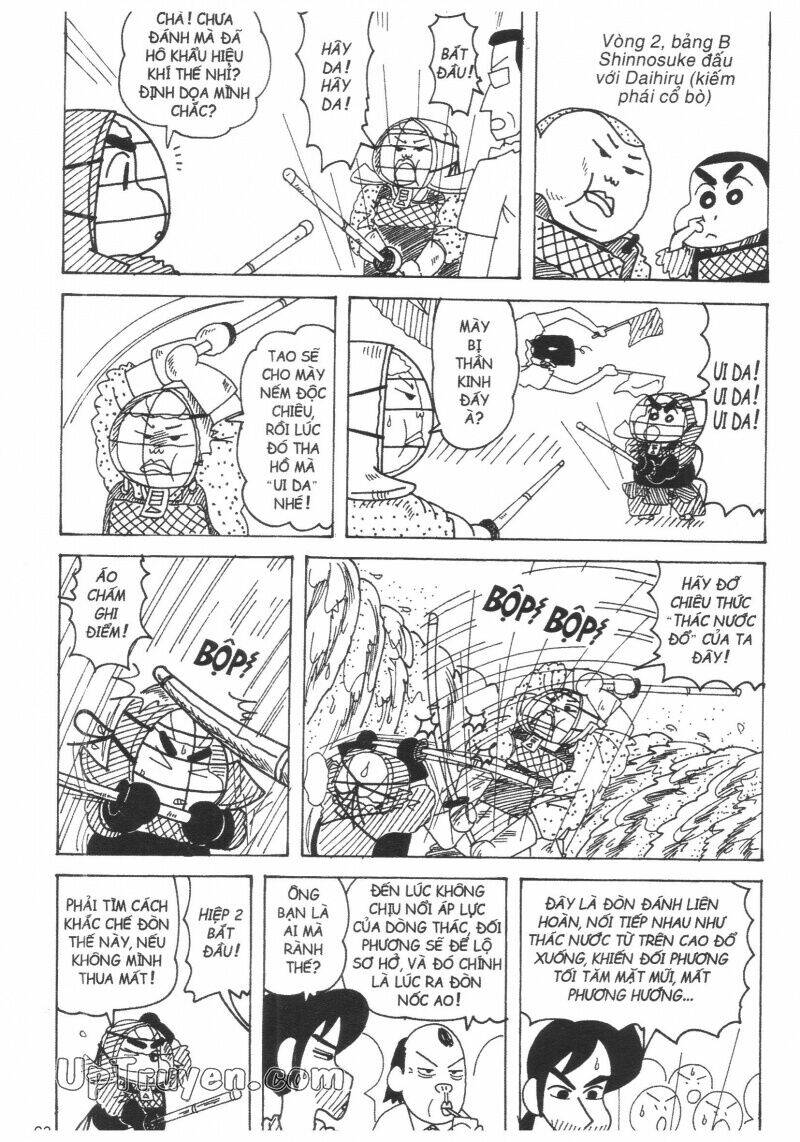 Vòng 2, bảng B
Shinnosuke đấu
với Daihiru (kiếm
phái cổ bò)
BẮT
ĐẦU!
HÂY
DA!
HÂY
DA!
CHÀ! CHƯA
ĐÁNH MÀ ĐÃ
HÔ KHẨU HIỆU
KHÍ THẾ NHỈ?
ĐỊNH DỌA MÌNH
CHẮC?
UI DA!
UI DA!
UI DA!
MÀY
BỊ
THẦN
KINH
ĐẤY
À?
TAO SẼ
CHO MÀY
NẾM ĐỘC
CHIÊU,
RỒI LÚC
ĐÓ THA
HỒ MÀ
"UI DA"
NHÉ!
HÃY ĐỠ
CHIÊU THỨC
"THÁC NƯỚC
ĐỔ" CỦA TA
ĐÂY!
BỘP! BỘP!
BỘP!
ÁO
CHẤM
GHI
ĐIỂM!
ĐÂY LÀ ĐÒN ĐÁNH LIÊN
HOÀN, NỐI TIẾP NHAU NHƯ
THÁC NƯỚC TỪ TRÊN CAO ĐỔ
XUỐNG, KHIẾN ĐỐI PHƯƠNG
TỐI TĂM MẶT MŨI, MẤT
PHƯƠNG HƯỚNG...
ĐẾN LÚC KHÔNG
CHỊU NỔI ÁP LỰC
CỦA DÒNG THÁC, ĐỐI
PHƯƠNG SẼ ĐỂ LỘ
SƠ HỞ, VÀ ĐÓ CHÍNH
LÀ LÚC RA ĐÒN
NỐC AO!
ÔNG
BẠN LÀ
AI MÀ
RÀNH
THẾ?
HIỆP 2
BẮT
ĐẦU!
PHẢI TÌM CÁCH
KHẮC CHẾ ĐÒN
THẾ NÀY, NẾU
KHÔNG MÌNH
THUA MẤT!
UpTruyen.com